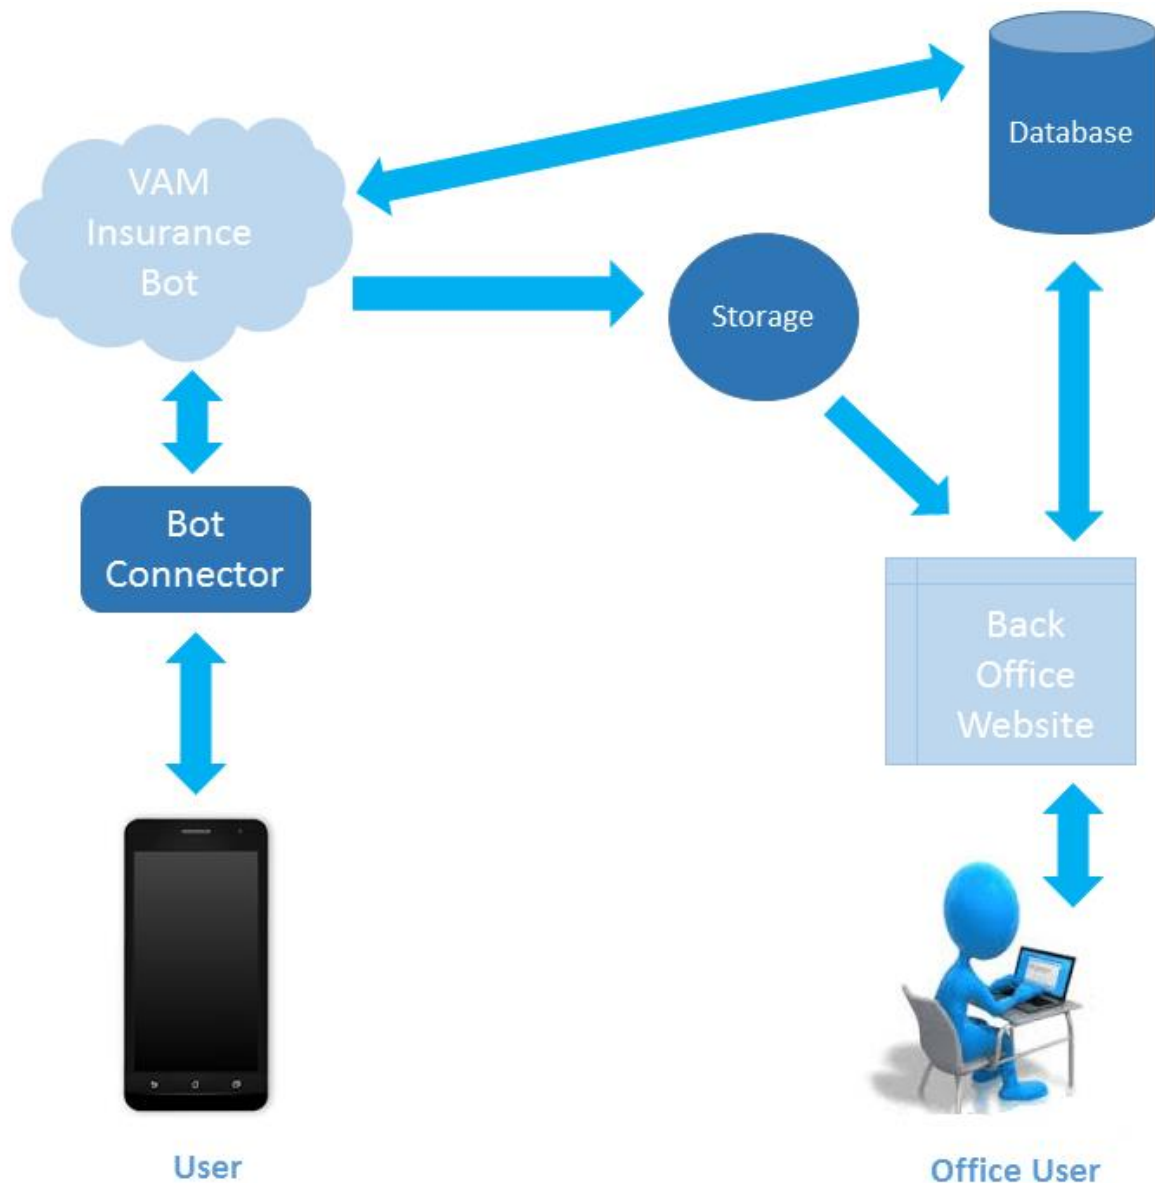 Database
VAM
Insurance
Bot
Storage
Bot
Connector
Back
Office
Website
User
Office User